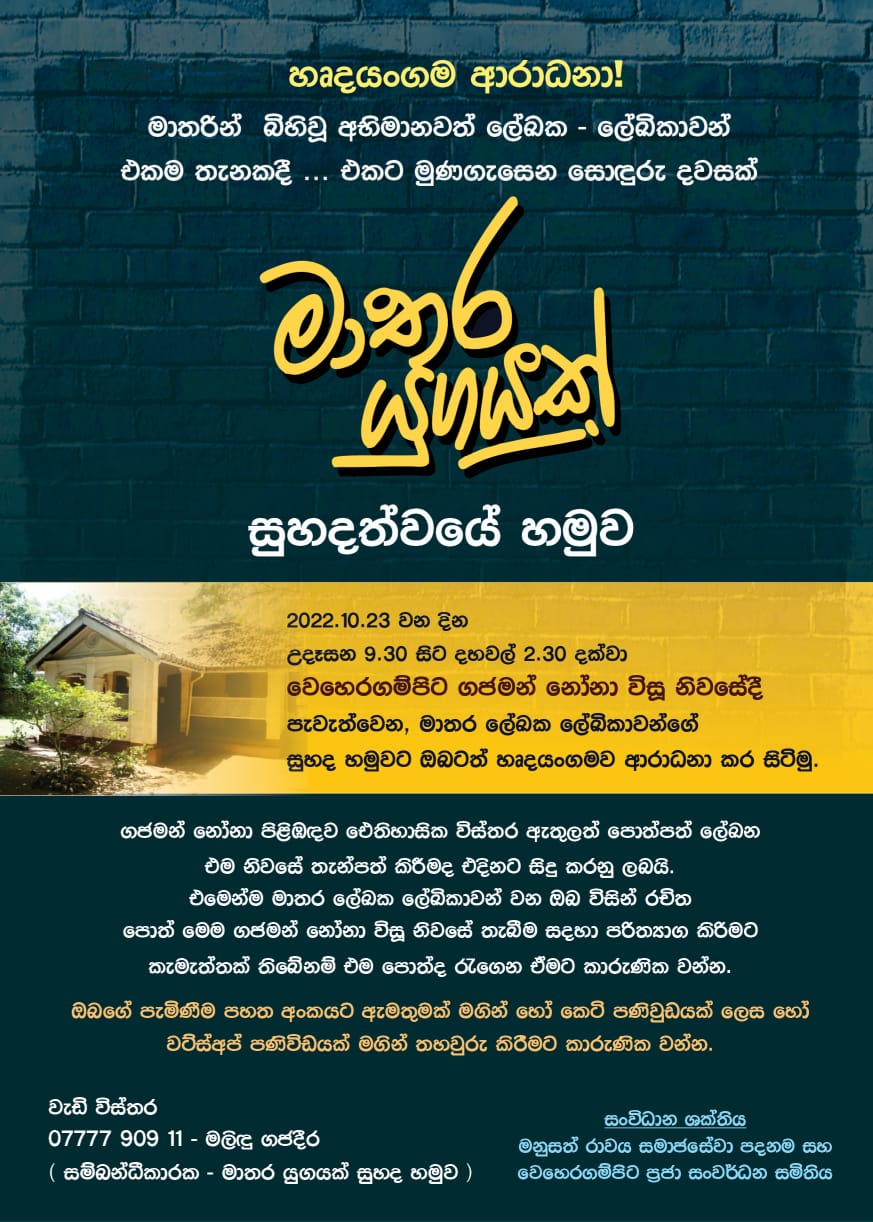 හෘදයංගම ආරාධනා!
මාතරින් බිහිවූ අභිමානවත් ලේඛක - ලේඛිකාවන්
එකම තැනකදී ... එකට මුණගැසෙන සොඳුරු දවසක්
මාතර
යුගයක්
සුහදත්වයේ හමුව
2022.10.23 වන දින
උදෑසන 9.30 සිට දහවල් 2.30 දක්වා
වෙහෙරගම්පිට ගජමන් නෝනා විසූ නිවසේදී
පැවැත්වෙන, මාතර ලේඛක ලේඛිකාවන්ගේ
සුහද හමුවට ඔබටත් හෘදයංගමව ආරාධනා කර සිටිමු.
ගජමන් නෝනා පිළිඹඳව ඓතිහාසික විස්තර ඇතුලත් පොත්පත් ලේඛන
එම නිවසේ තැන්පත් කිරීමද එදිනට සිදු කරනු ලබයි.
එමෙන්ම මාතර ලේඛක ලේඛිකාවන් වන ඔබ විසින් රචිත
පොත් මෙම ගජමන් නෝනා විසූ නිවසේ තැබීම සදහා පරිත්‍යාග කිරීමට
කැමැත්තක් තිබේනම් එම පොත්ද රැගෙන ඒමට කාරුණික වන්න.
ඔබගේ පැමිණීම පහත අංකයට ඇමතුමක් මගින් හෝ කෙටි පණිවුඩයක් ලෙස හෝ
වට්ස්අප් පණිවිඩයක් මගින් තහවුරු කිරීමට කාරුණික වන්න.
වැඩි විස්තර
07777 909 11 - මලිඳු ගජදීර
( සම්බන්ධීකාරක - මාතර යුගයක් සුහද හමුව )
සංවිධාන ශක්තිය
මනුසත් රාවය සමාජසේවා පදනම සහ
වෙහෙරගම්පිට ප්‍රජා සංවර්ධන සමිතිය